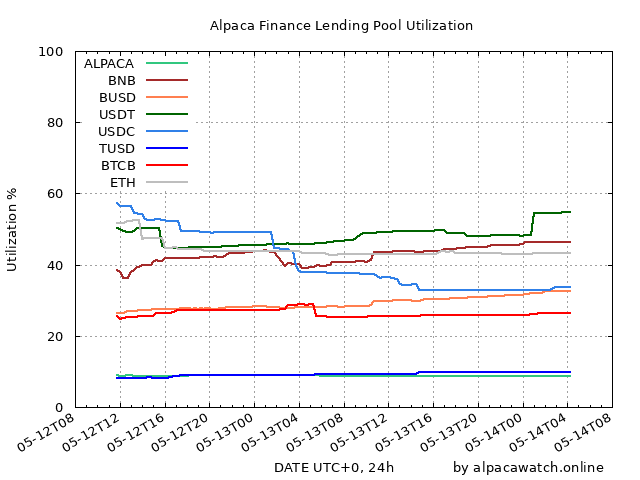 Alpaca Finance Lending Pool Utilization
100
80
60
40
20
0
Utilization %
ALPACA
BNB
BUSD
USDT
USDC
TUSD
BTCB
ETH
05-12T08
05-12T12
05-12T16
05-12T20
05-13T00
05-13T04
05-13T08
05-13T12
05-13T16
05-13T20
05-14T00
05-14T04
05-14T08
DATE UTC+0, 24h
by alpacawatch.online